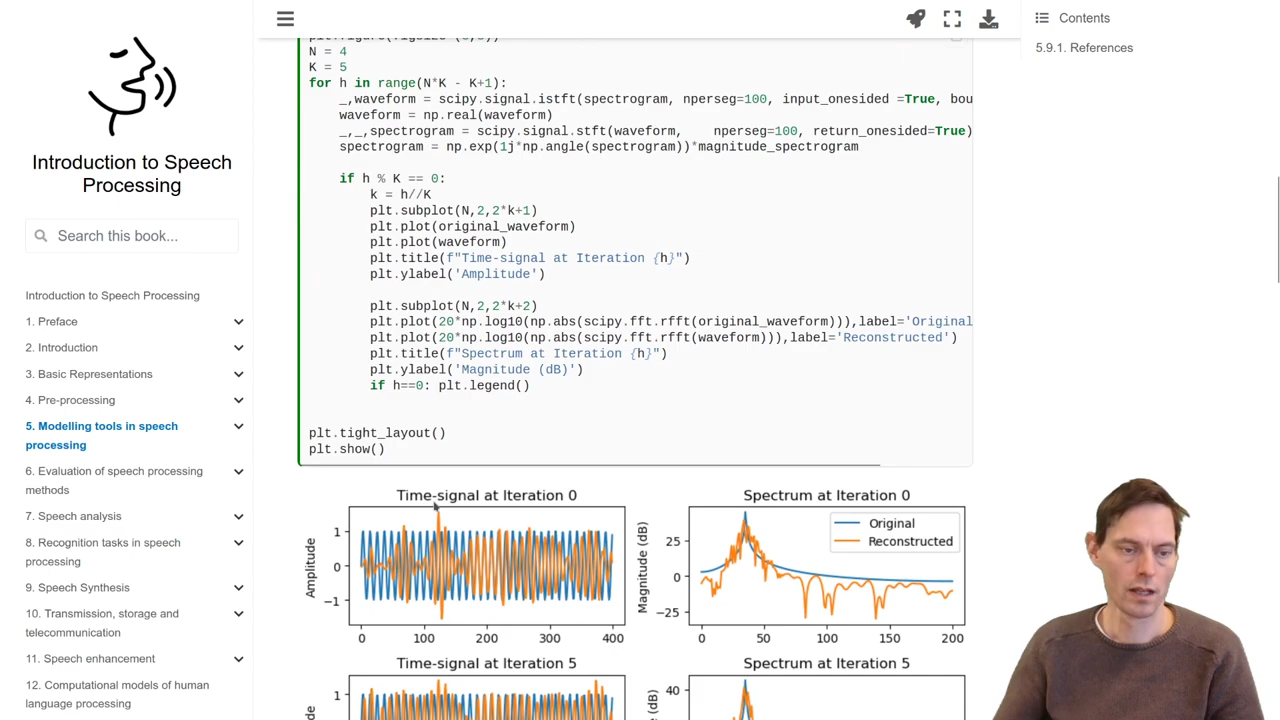 Introduction to Speech
Processing
Search this book...
Introduction to Speech Processing
1. Preface
2. Introduction
3. Basic Representations
4. Pre-processing
5. Modelling tools in speech
processing
6. Evaluation of speech processing
methods
7. Speech analysis
8. Recognition tasks in speech
processing
9. Speech Synthesis
10. Transmission, storage and
telecommunication
11. Speech enhancement
12. Computational models of human
language processing
N = 4
K = 5
for h in range(N*K - K+1):
_,waveform = scipy.signal.istft(spectrogram, nperseg=100, input_onesided =True, bou
waveform = np.real(waveform)
_,_,spectrogram = scipy.signal.stft(waveform, nperseg=100, return_onesided=True)
spectrogram = np.exp(1j*np.angle(spectrogram))*magnitude_spectrogram
if h % K == 0:
k = h//K
plt.subplot(N,2,2*k+1)
plt.plot(original_waveform)
plt.plot(waveform)
plt.title(f"Time-signal at Iteration {h}")
plt.ylabel('Amplitude')
plt.subplot(N,2,2*k+2)
plt.plot(20*np.log10(np.abs(scipy.fft.rfft(original_waveform))),label='Original
plt.plot(20*np.log10(np.abs(scipy.fft.rfft(waveform))),label='Reconstructed')
plt.title(f"Spectrum at Iteration {h}")
plt.ylabel('Magnitude (dB)')
if h==0: plt.legend()
plt.tight_layout()
plt.show()
Time-signal at Iteration 0
Amplitude
1
0
−1
0 100 200 300 400
Spectrum at Iteration 0
Magnitude (dB)
25
0
−25
Original
Reconstructed
0 50 100 150 200
Time-signal at Iteration 5
1
Spectrum at Iteration 5
40
(dB)
Contents
5.9.1. References